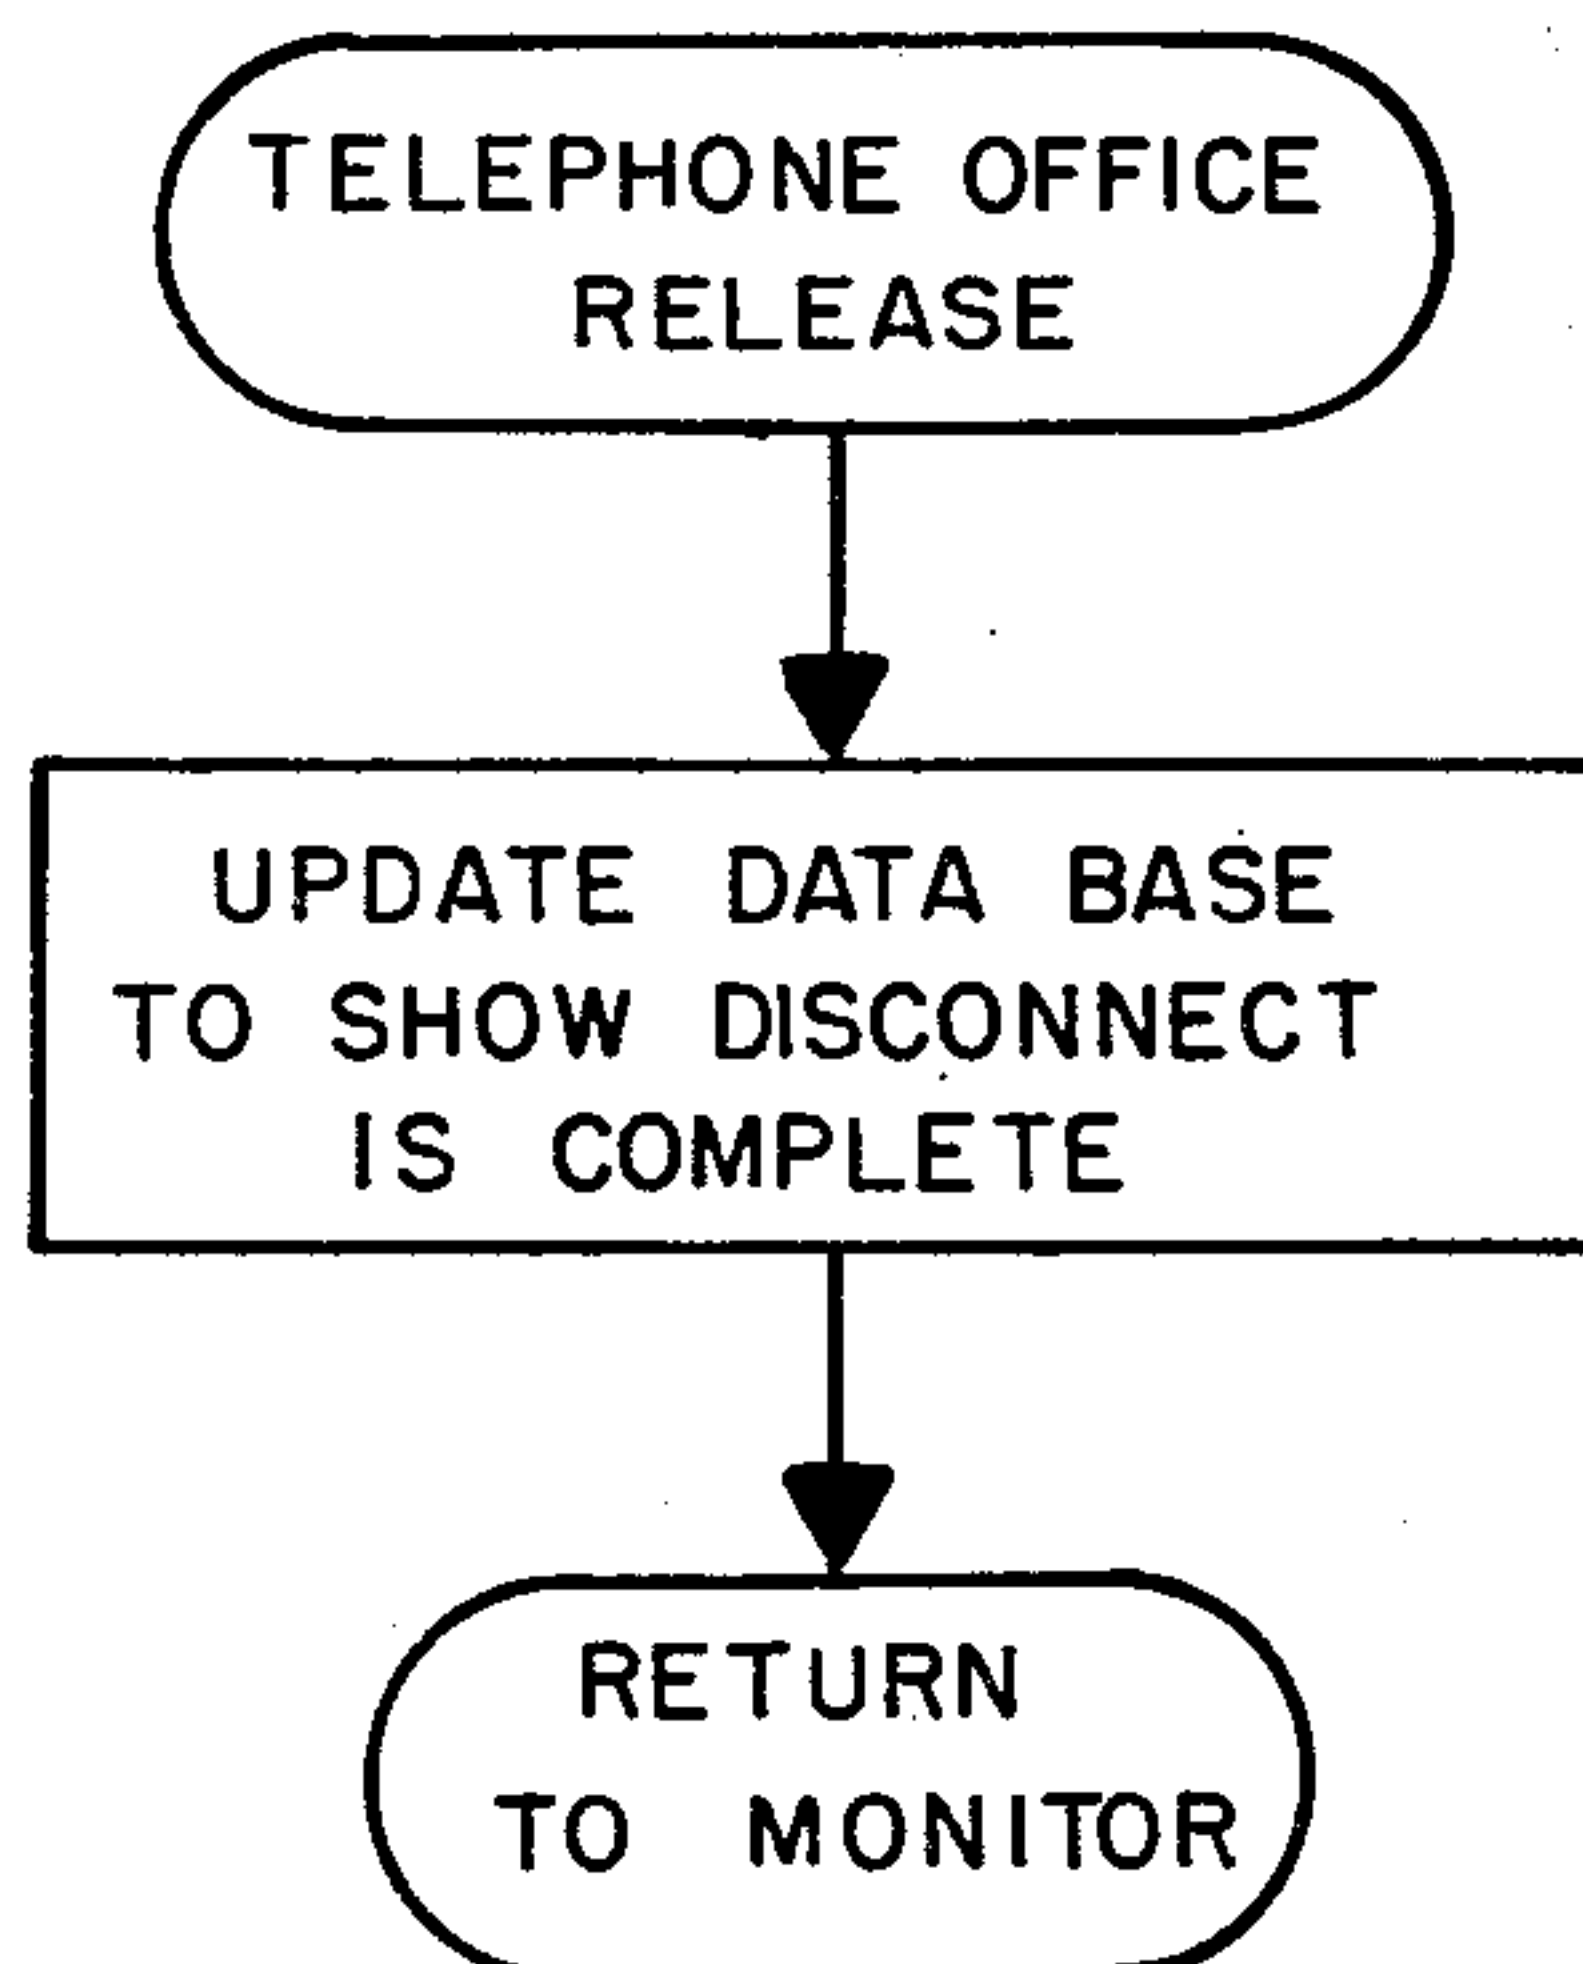 TELEPHONE OFFICE
RELEASE
UPDATE DATA BASE
TO SHOW DISCONNECT
IS COMPLETE
RETURN
TO MONITOR